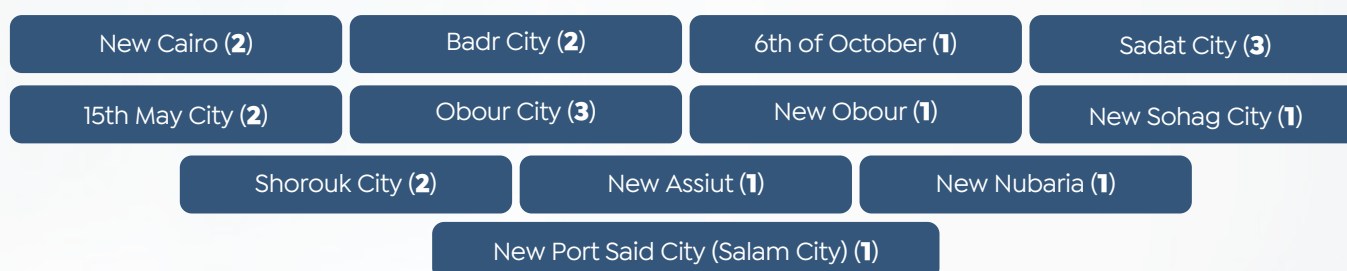 New Cairo (2)
Badr City (2)
6th of October (1)
Sadat City (3)
15th May City (2)
Obour City (3)
New Obour (1)
New Sohag City (1)
Shorouk City (2)
New Assiut (1)
New Nubaria (1)
New Port Said City (Salam City) (1)